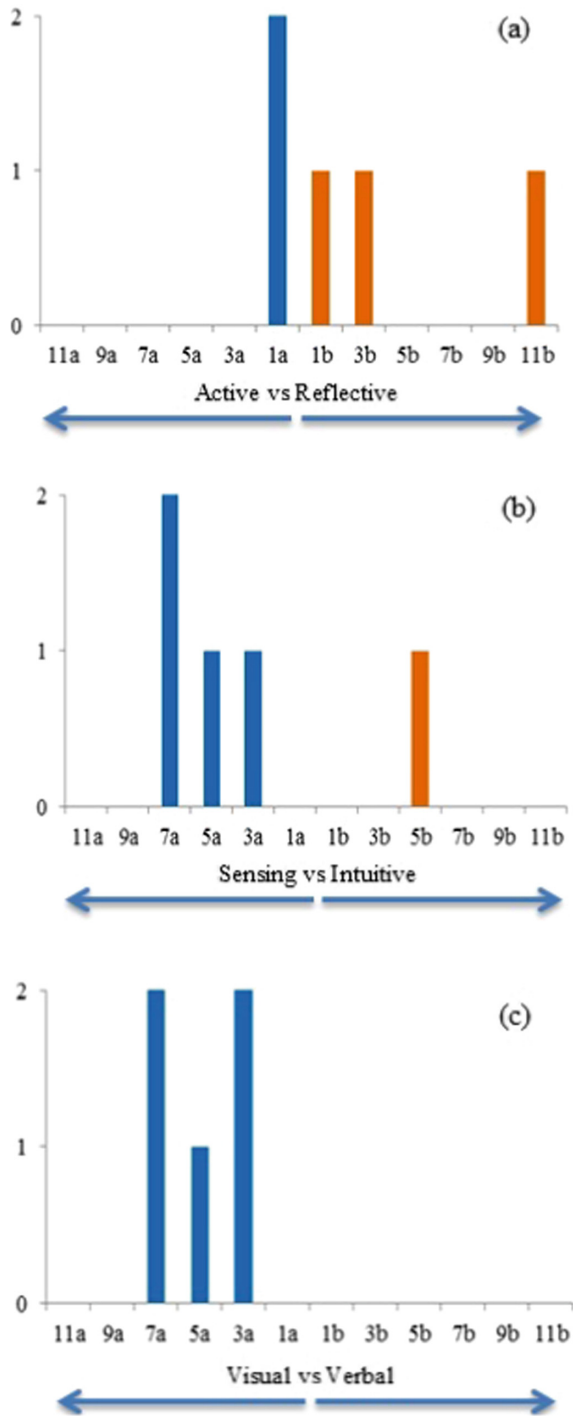 2
(a)
1
0
11a 9a 7a 5a 3a 1a 1b 3b 5b 7b 9b 11b
Active vs Reflective
2
(b)
1
0
11a 9a 7a 5a 3a 1a 1b 3b 5b 7b 9b 11b
Sensing vs Intuitive
2
(c)
1
0
11a 9a 7a 5a 3a 1a 1b 3b 5b 7b 9b 11b
Visual vs Verbal